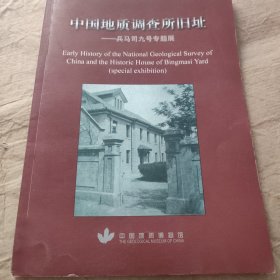 中国地质调查所旧址
——兵马司九号专题展
Early History of the National Geological Survey of
China and the Historic House of Bingmasi Yard
(special exhibition)
中国地质博物馆
THE GEOLOGICAL MUSEUM OF CHINA